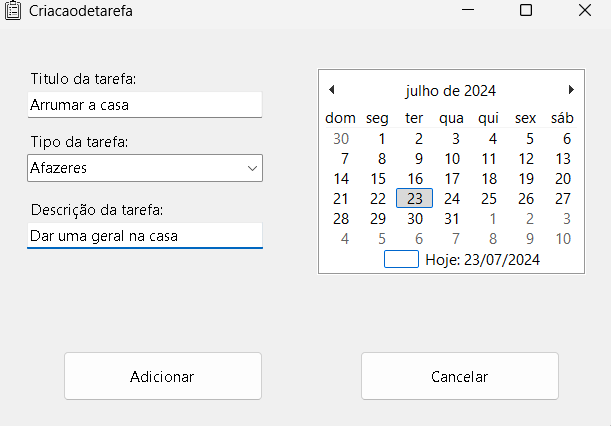 Criacaodetarefa
Titulo da tarefa:
Arrumar a casa
Tipo da tarefa:
Afazeres
Descrição da tarefa:
Dar uma geral na casa
julho de 2024
dom seg ter qua qui sex sáb
30 1 2 3 4 5 6
7 8 9 10 11 12 13
14 15 16 17 18 19 20
21 22 23 24 25 26 27
28 29 30 31 1 2 3
4 5 6 7 8 9 10
Hoje: 23/07/2024
Adicionar
Cancelar